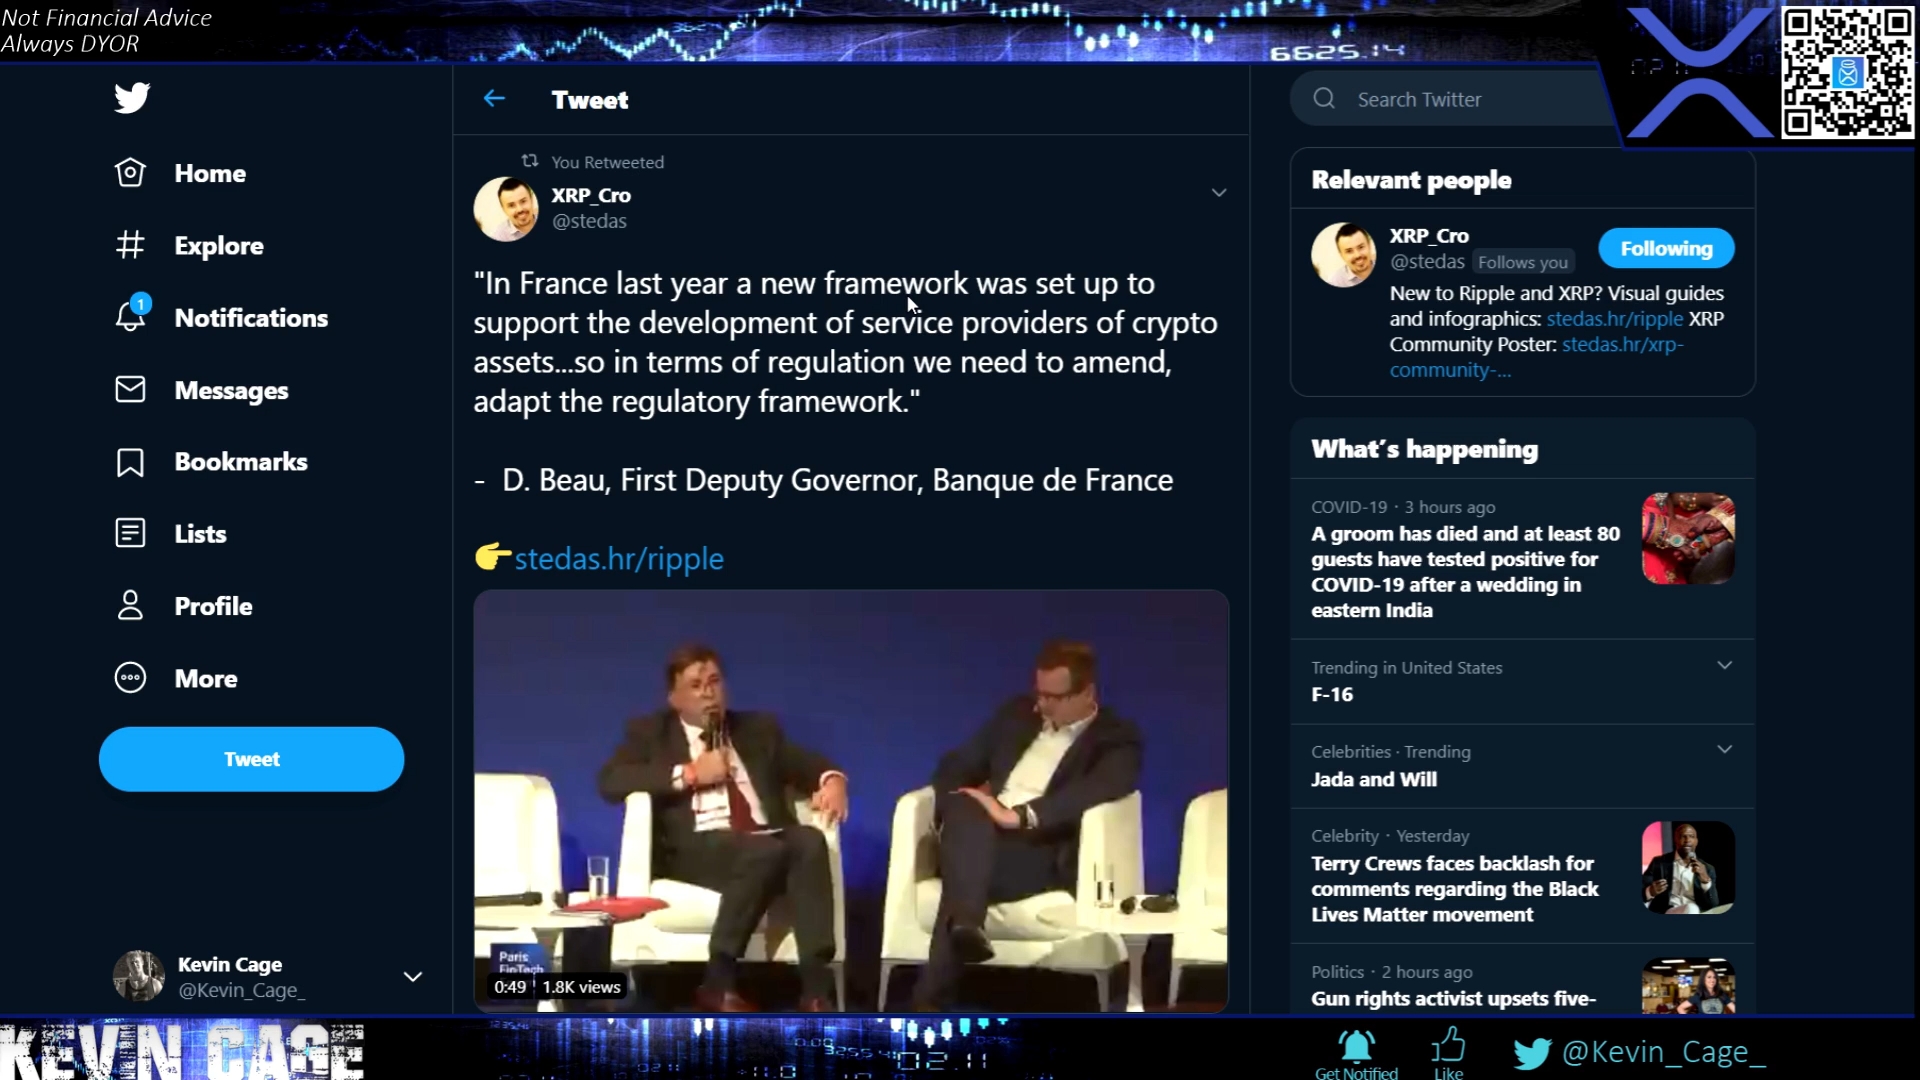 Not Financial Advice
Always DYOR
6625.14
Tweet
Search Twitter
Home
Explore
1
Notifications
Messages
Bookmarks
Lists
Profile
More
Tweet
Kevin Cage
@Kevin_Cage_
You Retweeted
XRP_Cro
@stedas
"In France last year a new framework was set up to
support the development of service providers of crypto
assets...so in terms of regulation we need to amend,
adapt the regulatory framework."
- D. Beau, First Deputy Governor, Banque de France
stedas.hr/ripple
Paris
FinTech
0:49 1.8K views
Relevant people
XRP_Cro
@stedas Follows you
Following
New to Ripple and XRP? Visual guides
and infographics: stedas.hr/ripple XRP
Community Poster: stedas.hr/xrp-
community-...
What's happening
COVID-19 · 3 hours ago
A groom has died and at least 80
guests have tested positive for
COVID-19 after a wedding in
eastern India
Trending in United States
F-16
Celebrities · Trending
Jada and Will
Celebrity · Yesterday
Terry Crews faces backlash for
comments regarding the Black
Lives Matter movement
Politics · 2 hours ago
Gun rights activist upsets five-
KEVIN CAGE
02.11
Get Notified
Like
@Kevin_Cage_